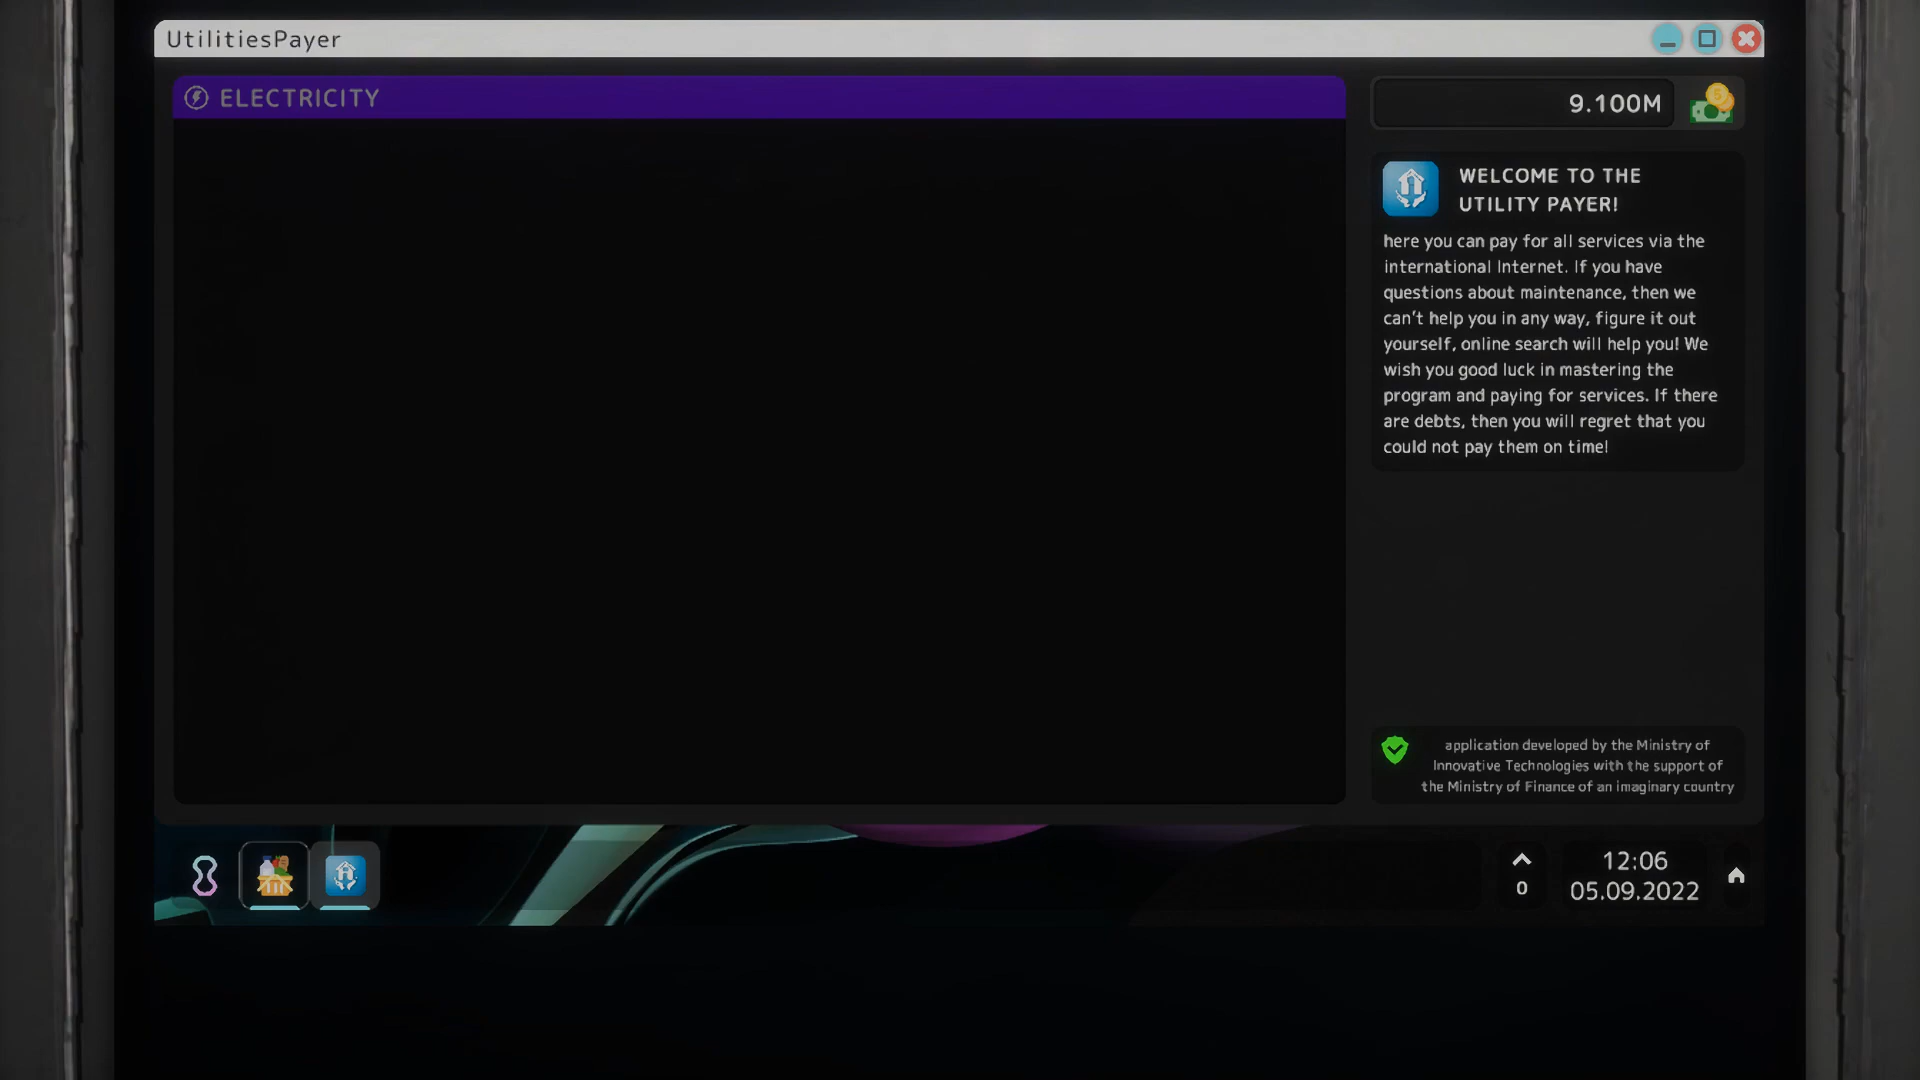 UtilitiesPayer
ELECTRICITY
9.100M
WELCOME TO THE
UTILITY PAYER!
here you can pay for all services via the
international Internet. If you have
questions about maintenance, then we
can't help you in any way, figure it out
yourself, online search will help you! We
wish you good luck in mastering the
program and paying for services. If there
are debts, then you will regret that you
could not pay them on time!
application developed by the Ministry of
Innovative Technologies with the support of
the Ministry of Finance of an imaginary country
0
12:06
05.09.2022